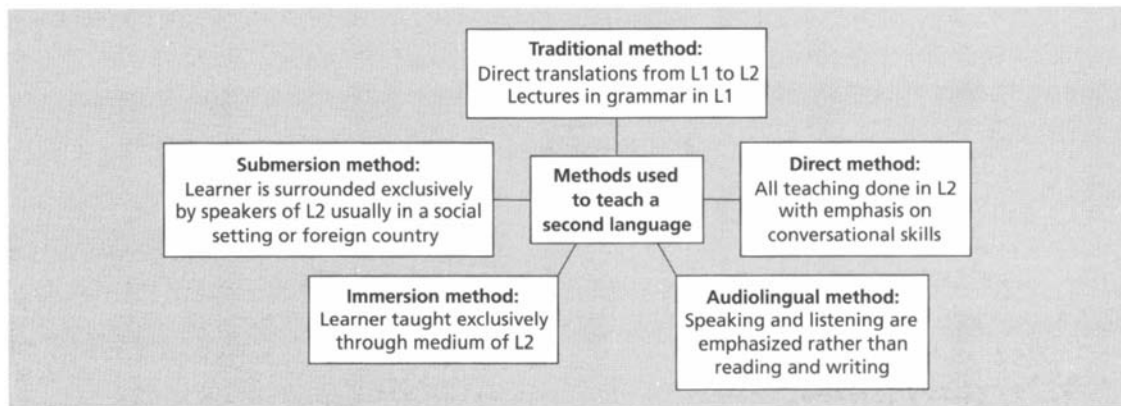 Traditional method:
Direct translations from L1 to L2
Lectures in grammar in L1
Submersion method:
Learner is surrounded exclusively
by speakers of L2 usually in a social
setting or foreign country
Methods used
to teach a
second language
Direct method:
All teaching done in L2
with emphasis on
conversational skills
Immersion method:
Learner taught exclusively
through medium of L2
Audiolingual method:
Speaking and listening are
emphasized rather than
reading and writing